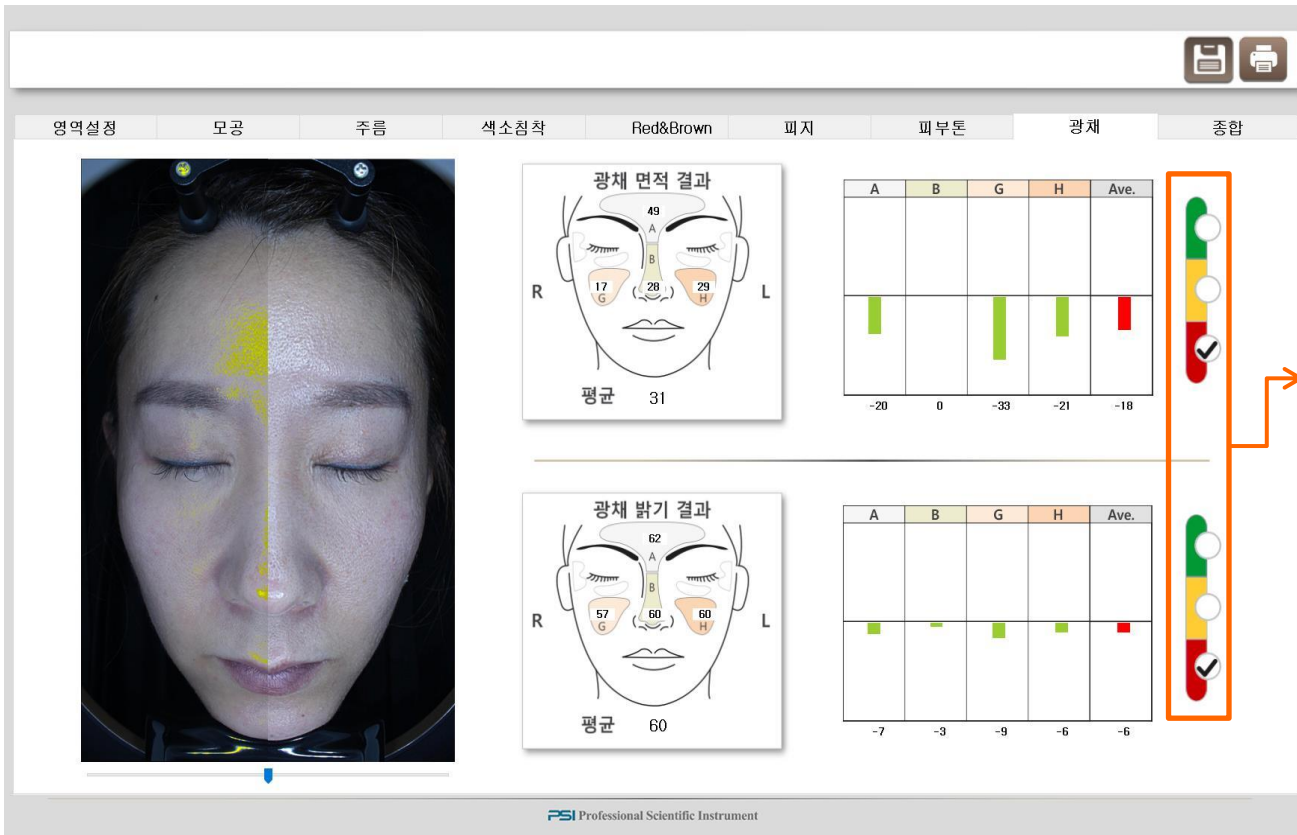 영역설정 모공 주름 색소침착 Red&Brown 피지 피부톤 광채 종합
광채 면적 결과
49
A
B
R 17 28 29 L
G H
평균 31
A B G H Ave.
-20 0 -33 -21 -18
광채 밝기 결과
62
A
B
R 57 60 60 L
G H
평균 60
A B G H Ave.
-7 -3 -9 -6 -6
PSI Professional Scientific Instrument